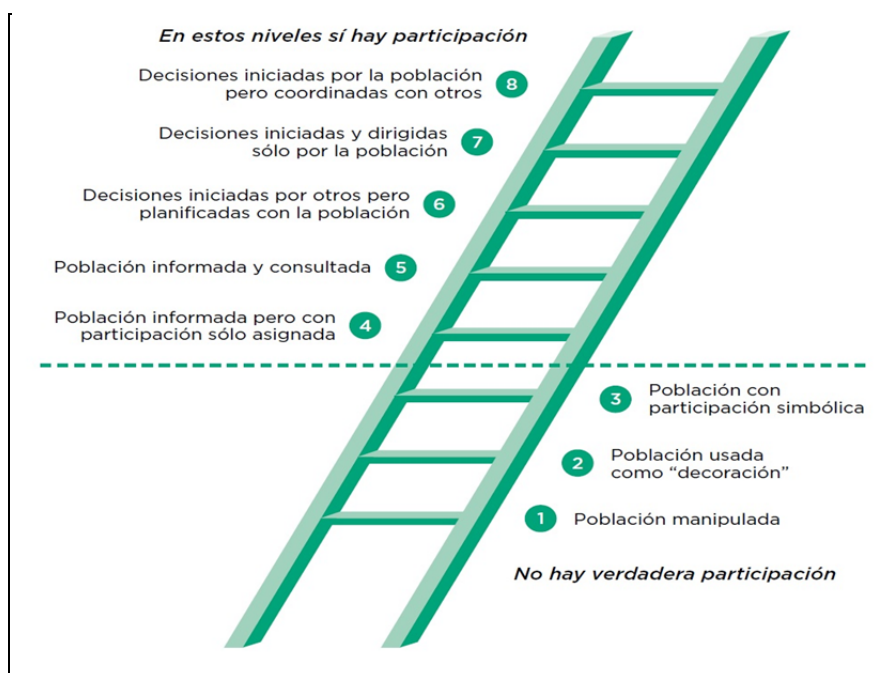 En estos niveles sí hay participación
Decisiones iniciadas por la población
pero coordinadas con otros
8
Decisiones iniciadas y dirigidas
sólo por la población
7
Decisiones iniciadas por otros pero
planificadas con la población
6
Población informada y consultada
5
Población informada pero con
participación sólo asignada
4
3
Población con
participación simbólica
2
Población usada
como “decoración”
1
Población manipulada
No hay verdadera participación